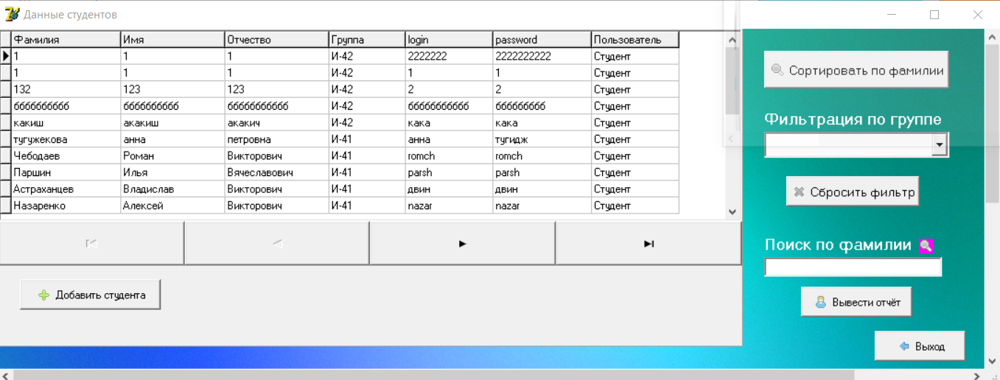 Данные студентов
Фамилия Имя Отчество Группа login password Пользователь
1 1 1 И-42 2222222 2222222222 Студент
1 1 1 И-42 1 1 Студент
132 123 123 И-42 2 2 Студент
ббббббббб ббббббббб бббббббббб И-42 бббббббббб бббббббб Студент
какиш акакиш акакич И-42 кака кака Студент
тугужекова анна петровна И-41 анна тугидж Студент
Чебодаев Роман Викторович И-41 romch romch Студент
Паршин Илья Вячеславович И-41 parsh parsh Студент
Астраханцев Владислав Викторович И-41 двин двин Студент
Назаренко Алексей Викторович И-41 nazar nazar Студент
Добавить студента
Сортировать по фамилии
Фильтрация по группе
Сбросить фильтр
Поиск по фамилии
Вывести отчёт
Выход